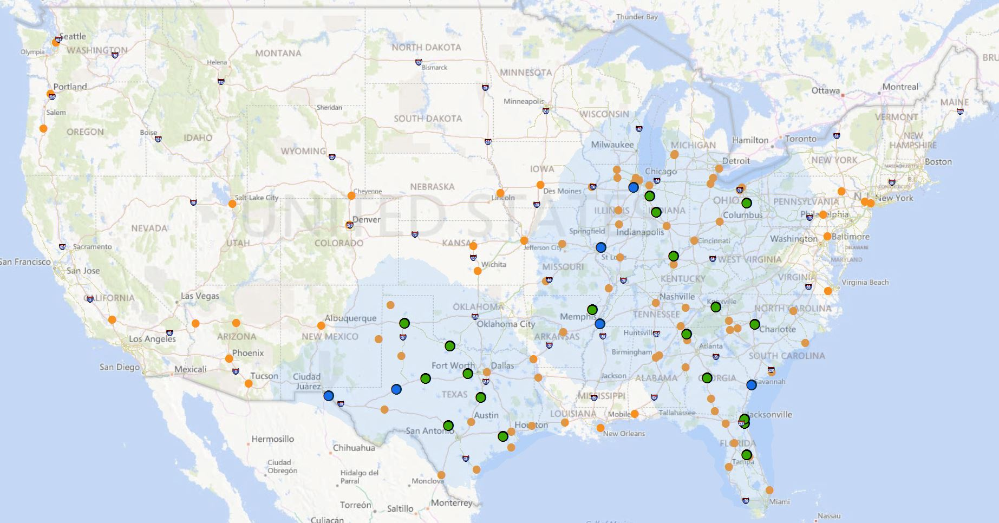 Thunder Bay
Seattle
Olympia
WASHINGTON
MONTANA
NORTH DAKOTA
Helena
Bismarck
MINNESOTA
Ottawa
Montreal
Portland
Minneapolis
MAINE
Salem
Sheridan
SOUTH DAKOTA
WISCONSIN
VERMONT
OREGON
Boise
IDAHO
NEW
HAMPSHIRE
Hamilton
Toronto
WYOMING
Milwaukee
MICHIGAN
Detroit
NEW YORK
Boston
MASSACHUSETTS
IOWA
Chicago
R.I.
CONNECTICUT
NEBRASKA
Cheyenne
Des Moines
Salt Lake City
Lincoln
OHIO
PENNSYLVANIA
N.J.
New York
UNITED STATES
ILLINOIS
INDIANA
Columbus
Philadelphia
Denver
NEVADA
Springfield
Indianapolis
UTAH
COLORADO
KANSAS
Cincinnati
Washington
Baltimore
Sacramento
Jefferson City
DELAWARE
San Francisco
St Louis
WEST VIRGINIA
MARYLAND
San Jose
Wichita
MISSOURI
KENTUCKY
VIRGINIA
Virginia Beach
CALIFORNIA
Las Vegas
Nashville
Knoxville
OKLAHOMA
NORTH CAROLINA
Albuquerque
Memphis
TENNESSEE
Oklahoma City
Charlotte
Los Angeles
ARIZONA
NEW MEXICO
ARKANSAS
Huntsville
Atlanta
Phoenix
Birmingham
SOUTH CAROLINA
San Diego
Mexicali
Fort Worth
Dallas
Tucson
Ciudad
Juárez
Jackson
ALABAMA
GEORGIA
Savannah
TEXAS
MISSISSIPPI
LOUISIANA
Mobile
Tallahassee
Jacksonville
Austin
Houston
San Antonio
New Orleans
Hermosillo
Chihuahua
FLORIDA
Ciudad
Obregón
Tampa
Hidalgo del
Parral
Monclova
Miami
Torreón
Saltillo
Monterrey
Nassau
Culiacán